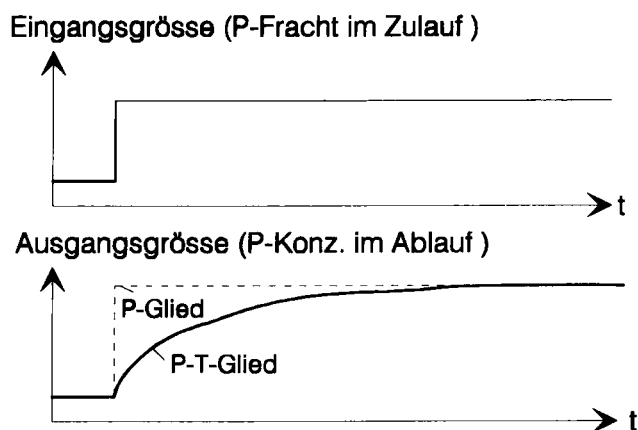 Eingangsgrösse (P-Fracht im Zulauf )
t
Ausgangsgrösse (P-Konz. im Ablauf )
P-Glied
P-T-Glied
t